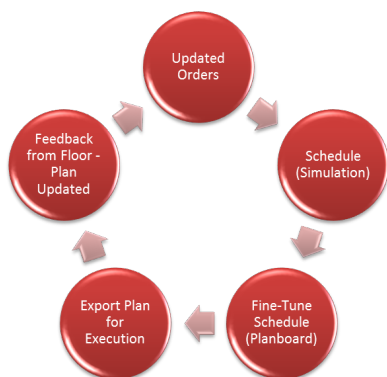 Updated
Orders
Schedule
(Simulation)
Fine-Tune
Schedule
(Planboard)
Export Plan
for
Execution
Feedback
from Floor -
Plan
Updated